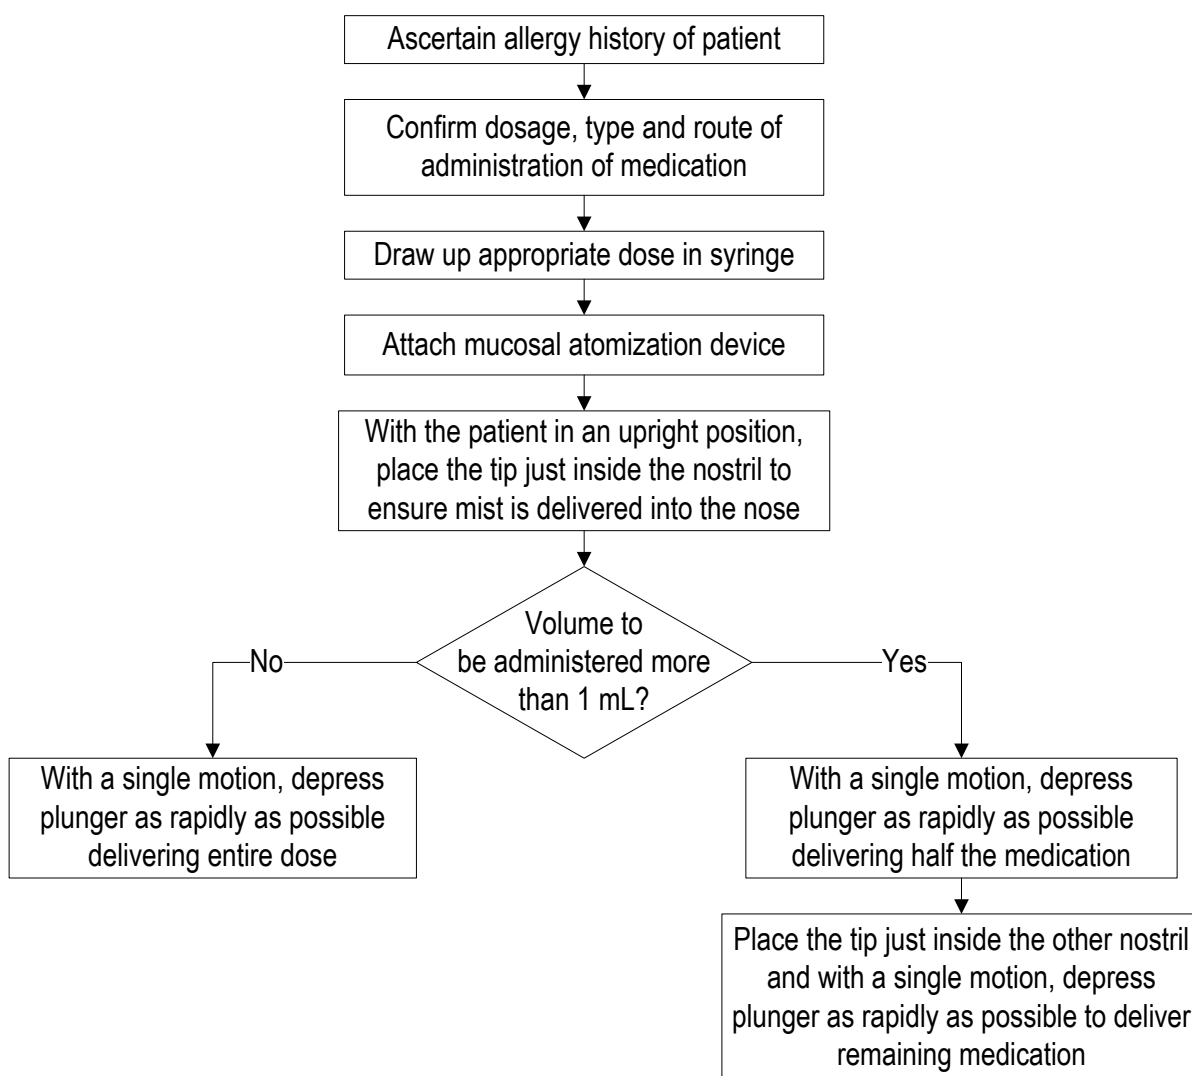 Ascertain allergy history of patient
Confirm dosage, type and route of
administration of medication
Draw up appropriate dose in syringe
Attach mucosal atomization device
With the patient in an upright position,
place the tip just inside the nostril to
ensure mist is delivered into the nose
Volume to
be administered more
than 1 mL?
No
Yes
With a single motion, depress
plunger as rapidly as possible
delivering entire dose
With a single motion, depress
plunger as rapidly as possible
delivering half the medication
Place the tip just inside the other nostril
and with a single motion, depress
plunger as rapidly as possible to deliver
remaining medication